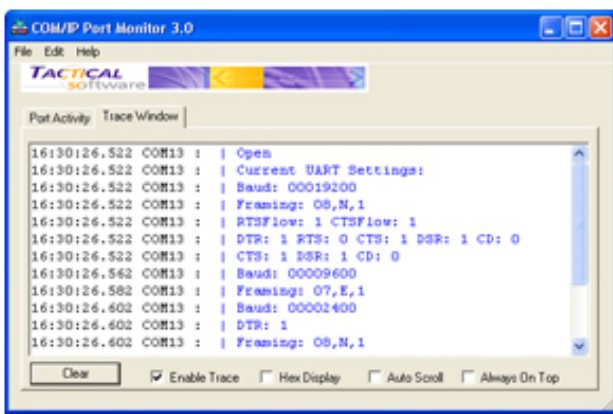 COM/IP Port Monitor 3.0
File Edit Help
TACTICAL
software
Port Activity Trace Window
16:30:26.522 COM13 : | Open
16:30:26.522 COM13 : | Current UART Settings:
16:30:26.522 COM13 : | Baud: 00019200
16:30:26.522 COM13 : | Framing: 08,N,1
16:30:26.522 COM13 : | RTSFlow: 1 CTSFlow: 1
16:30:26.522 COM13 : | DTR: 1 RTS: 0 CTS: 1 DSR: 1 CD: 0
16:30:26.522 COM13 : | CTS: 1 DSR: 1 CD: 0
16:30:26.562 COM13 : | Baud: 00009600
16:30:26.582 COM13 : | Framing: 07,E,1
16:30:26.602 COM13 : | Baud: 00002400
16:30:26.602 COM13 : | DTR: 1
16:30:26.602 COM13 : | Framing: 08,N,1
Clear Enable Trace Hex Display Auto Scroll Always On Top